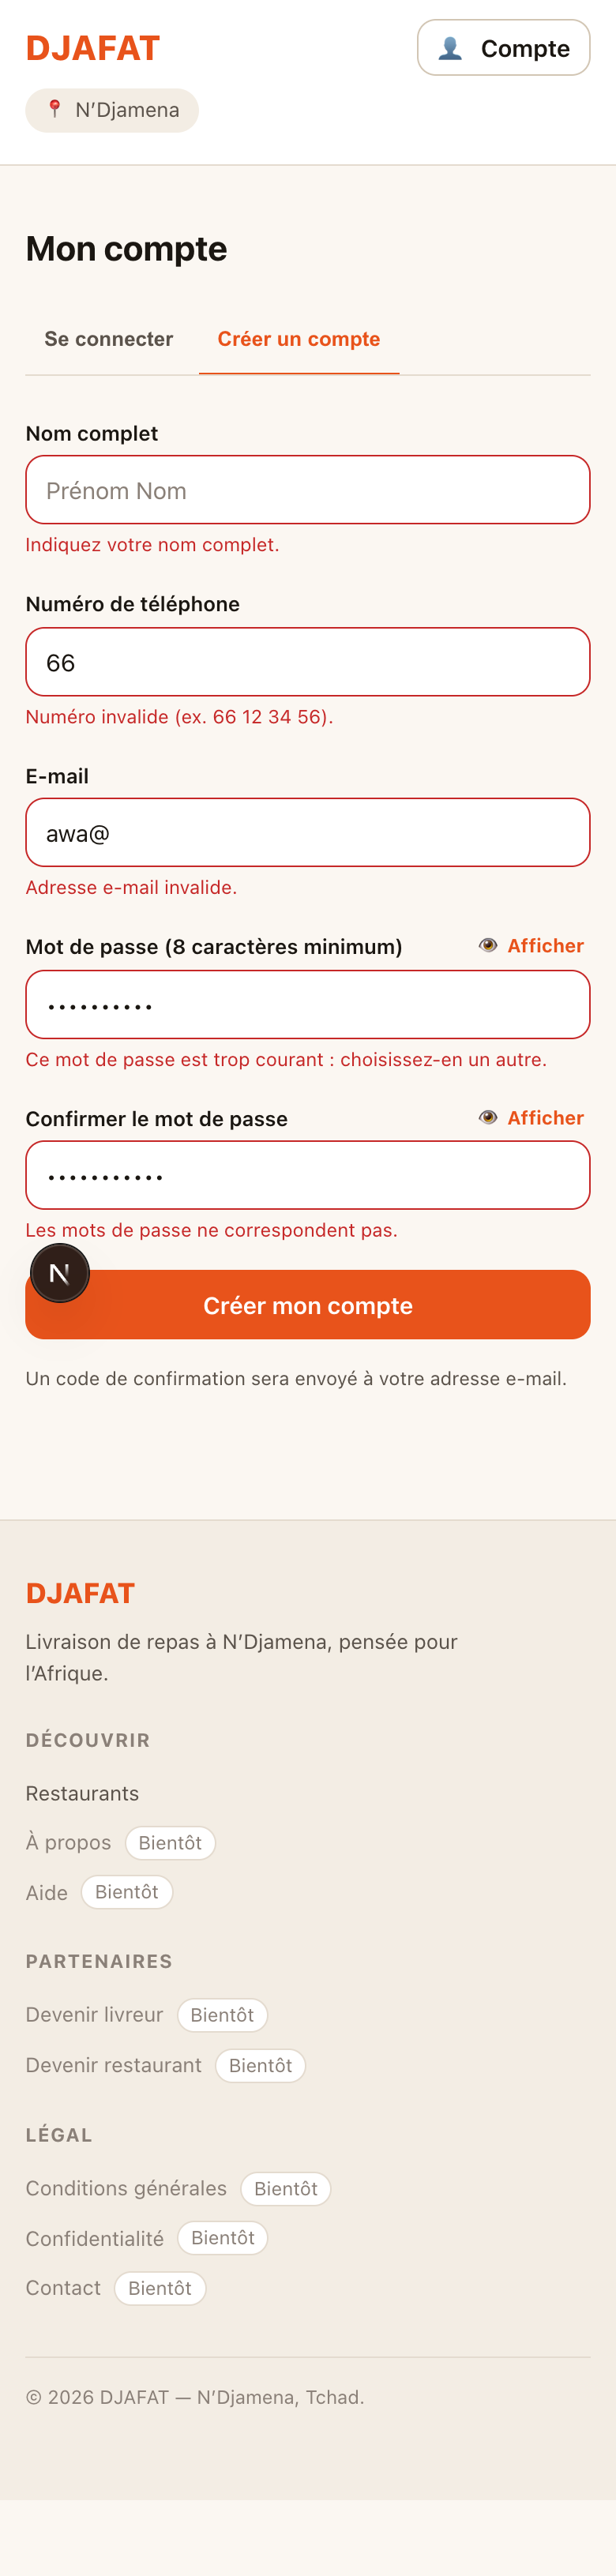 DJAFAT
Compte
N’Djamena
Mon compte
Se connecter
Créer un compte
Nom complet
Prénom Nom
Indiquez votre nom complet.
Numéro de téléphone
66
Numéro invalide (ex. 66 12 34 56).
E-mail
awa@
Adresse e-mail invalide.
Mot de passe (8 caractères minimum)
Afficher
••••••••••
Ce mot de passe est trop courant : choisissez-en un autre.
Confirmer le mot de passe
Afficher
•••••••••••
Les mots de passe ne correspondent pas.
N
Créer mon compte
Un code de confirmation sera envoyé à votre adresse e-mail.
DJAFAT
Livraison de repas à N’Djamena, pensée pour
l’Afrique.
DÉCOUVRIR
Restaurants
À propos Bientôt
Aide Bientôt
PARTENAIRES
Devenir livreur Bientôt
Devenir restaurant Bientôt
LÉGAL
Conditions générales Bientôt
Confidentialité Bientôt
Contact Bientôt
© 2026 DJAFAT — N’Djamena, Tchad.